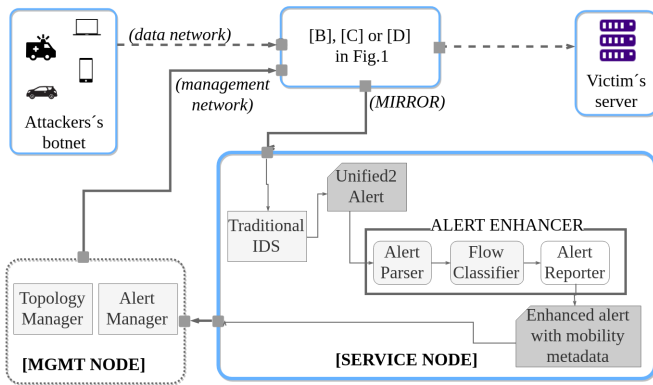 (data network)
[B], [C] or [D]
in Fig.1
Attackers´s
botnet
(management
network)
(MIRROR)
Victim´s
server
Unified2
Alert
Traditional
IDS
ALERT ENHANCER
Alert
Parser
Flow
Classifier
Alert
Reporter
Topology
Manager
Alert
Manager
Enhanced alert
with mobility
metadata
[MGMT NODE]
[SERVICE NODE]